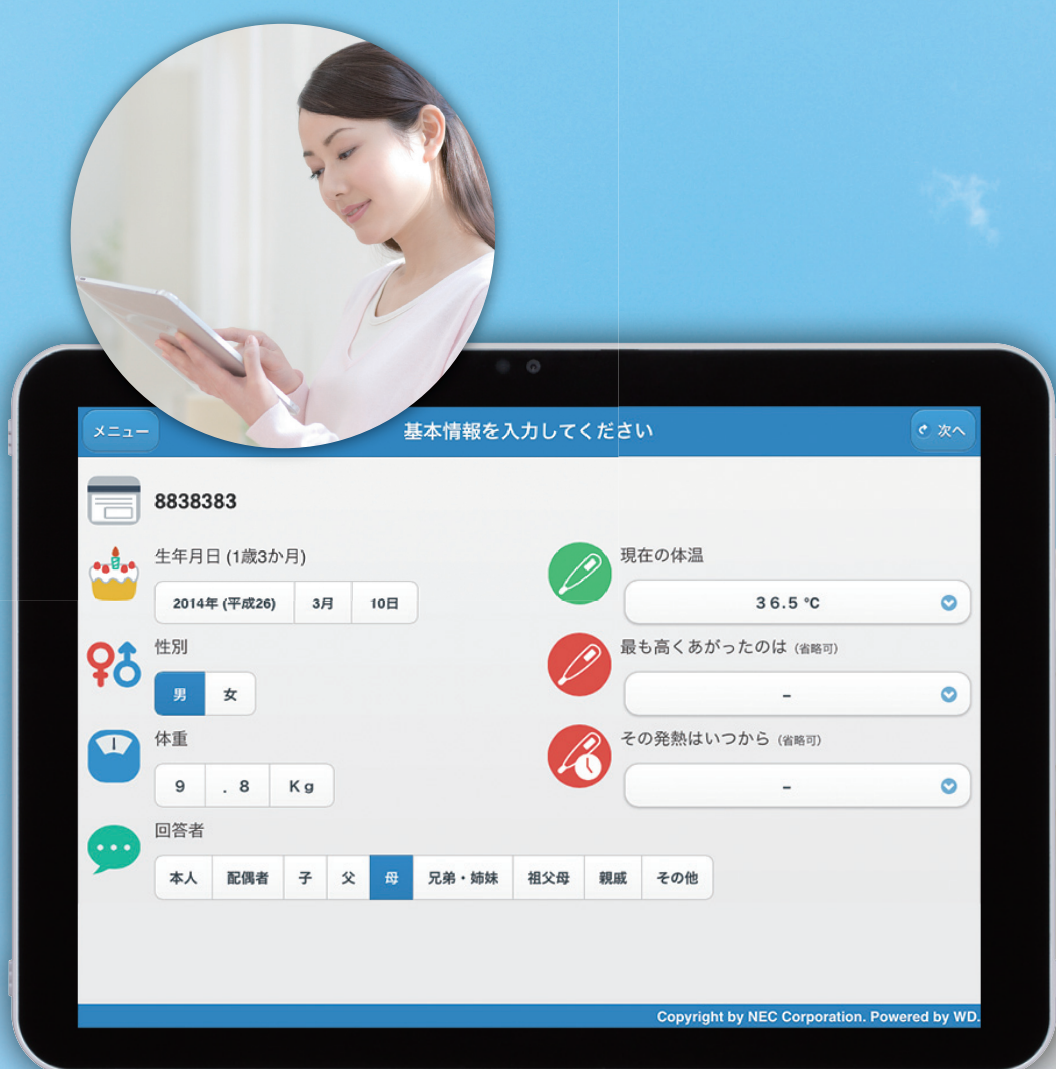 メニュー
基本情報を入力してください
次へ
8838383
生年月日 (1歳3か月)
2014年 (平成26) 3月 10日
性別
男 女
体重
9 . 8 Kg
回答者
本人 配偶者 子 父 母 兄弟・姉妹 祖父母 親戚 その他
現在の体温
36.5 ℃
最も高くあがったのは (省略可)
–
その発熱はいつから (省略可)
–
Copyright by NEC Corporation. Powered by WD.